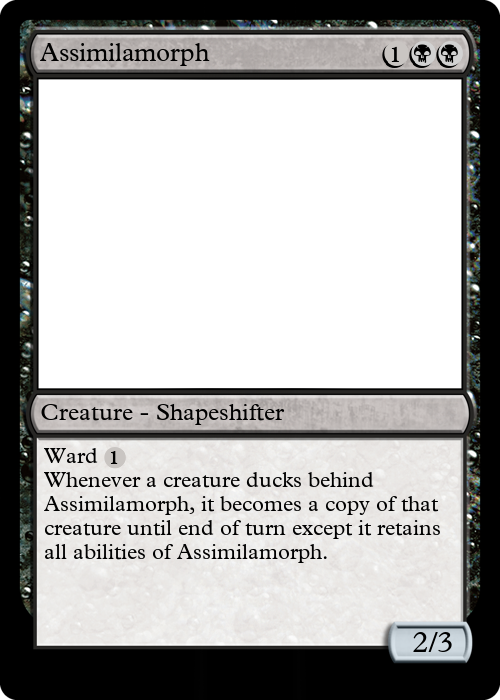 Assimilamorph 1
Creature - Shapeshifter
Ward 1
Whenever a creature ducks behind
Assimilamorph, it becomes a copy of that
creature until end of turn except it retains
all abilities of Assimilamorph.
2/3